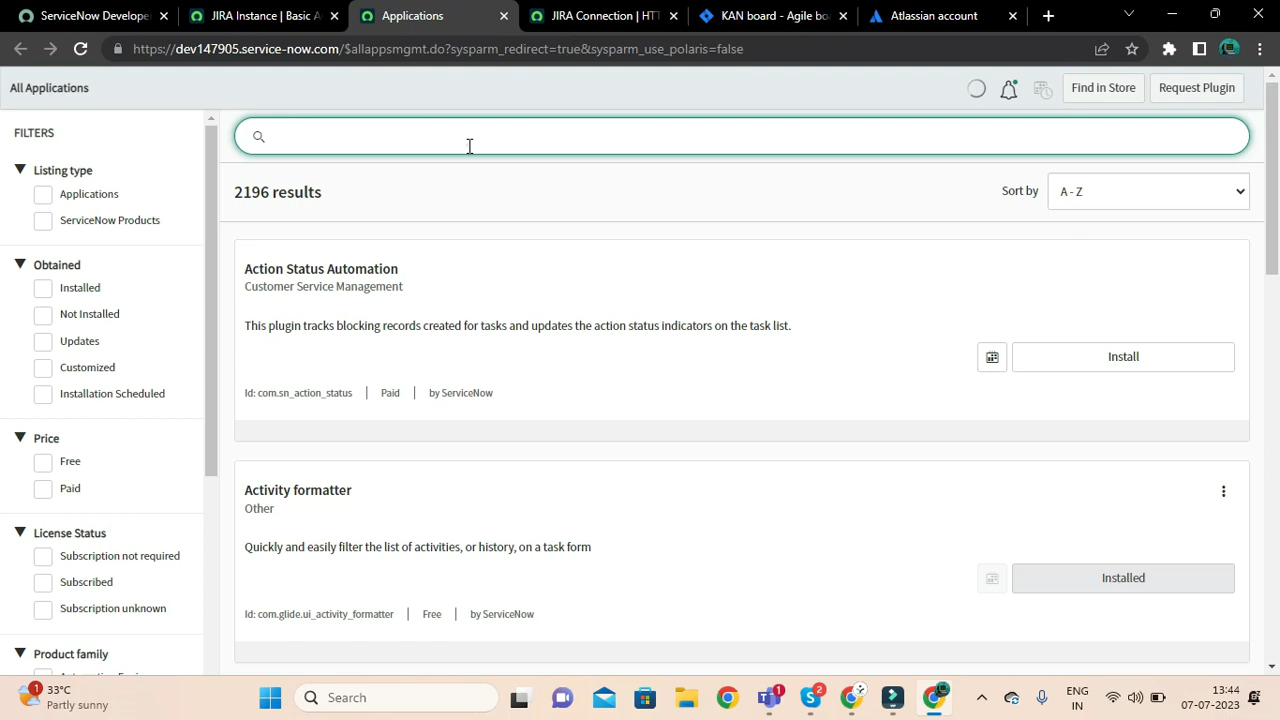 ServiceNow Develope
JIRA Instance | Basic A
Applications
JIRA Connection | HTT
KAN board - Agile bo
Atlassian account
https://dev147905.service-now.com/$allappsmgmt.do?sysparm_redirect=true&sysparm_use_polaris=false
All Applications
Find in Store
Request Plugin
FILTERS
Listing type
Applications
ServiceNow Products
Obtained
Installed
Not Installed
Updates
Customized
Installation Scheduled
Price
Free
Paid
License Status
Subscription not required
Subscribed
Subscription unknown
Product family
2196 results
Sort by
A - Z
Action Status Automation
Customer Service Management
This plugin tracks blocking records created for tasks and updates the action status indicators on the task list.
Install
Id: com.sn_action_status | Paid | by ServiceNow
Activity formatter
Other
Quickly and easily filter the list of activities, or history, on a task form
Installed
Id: com.glide.ui_activity_formatter | Free | by ServiceNow
1
33°C
Partly sunny
Search
1
2
ENG
IN
13:44
07-07-2023